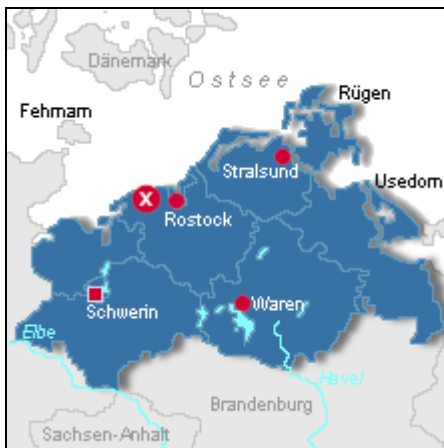 Dänemark
Ostsee
Rügen
Fehmarn
Stralsund
Usedom
X
Rostock
Schwerin
Waren
Elbe
Havel
Brandenburg
Sachsen-Anhalt